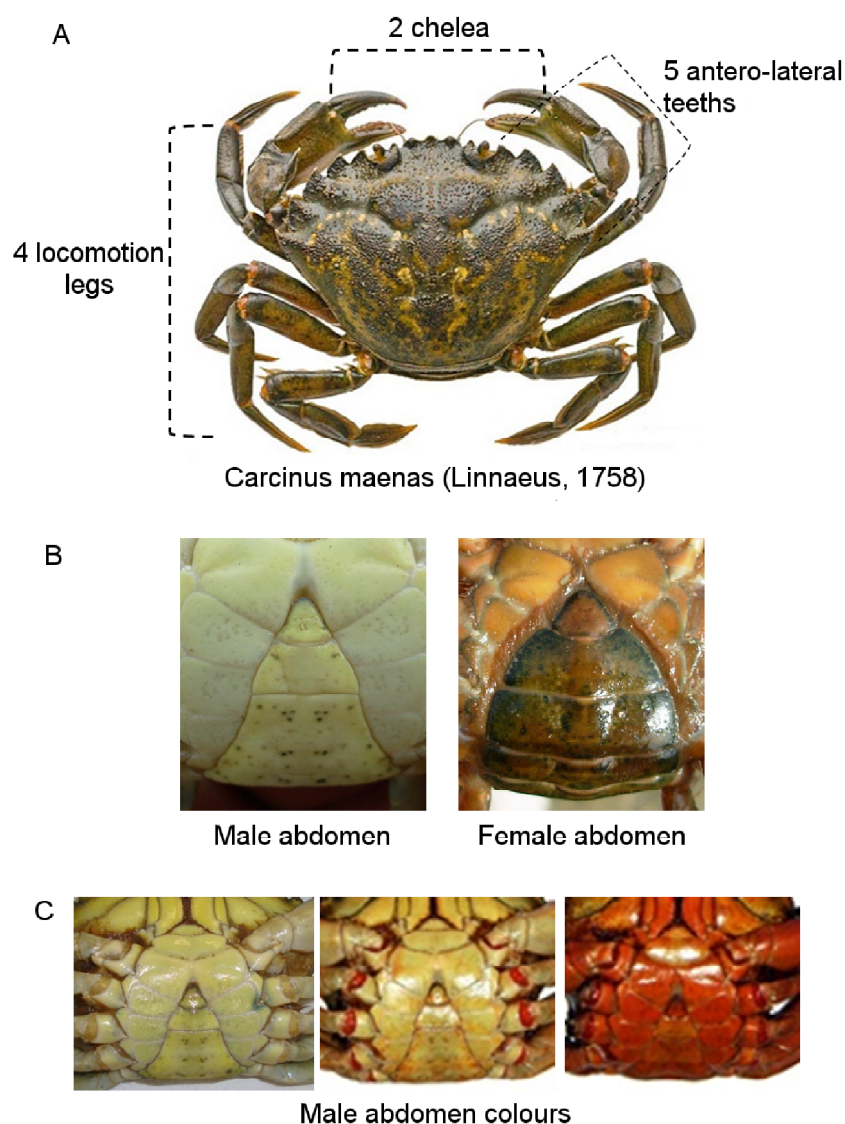 A
2 chelea
5 antero-lateral
teeths
4 locomotion
legs
Carcinus maenas (Linnaeus, 1758)
B
Male abdomen
Female abdomen
C
Male abdomen colours